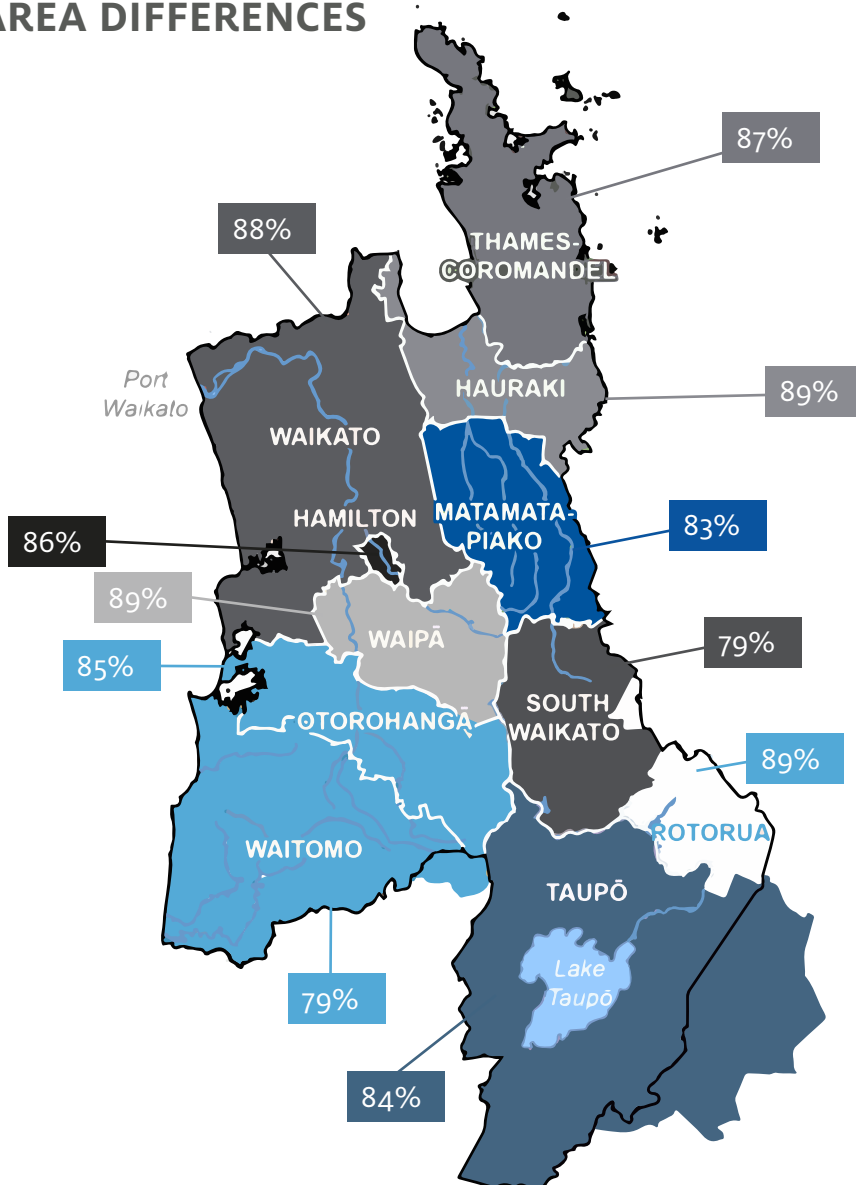 AREA DIFFERENCES
87%
88%
THAMES-
COROMANDEL
Port
Waikato
HAURAKI
89%
WAIKATO
HAMILTON
MATAMATA-
PIAKO
83%
86%
89%
WAIPĀ
79%
85%
SOUTH
WAIKATO
OTOROHANGĀ
89%
ROTORUA
WAITOMO
TAUPŌ
Lake
Taupō
79%
84%